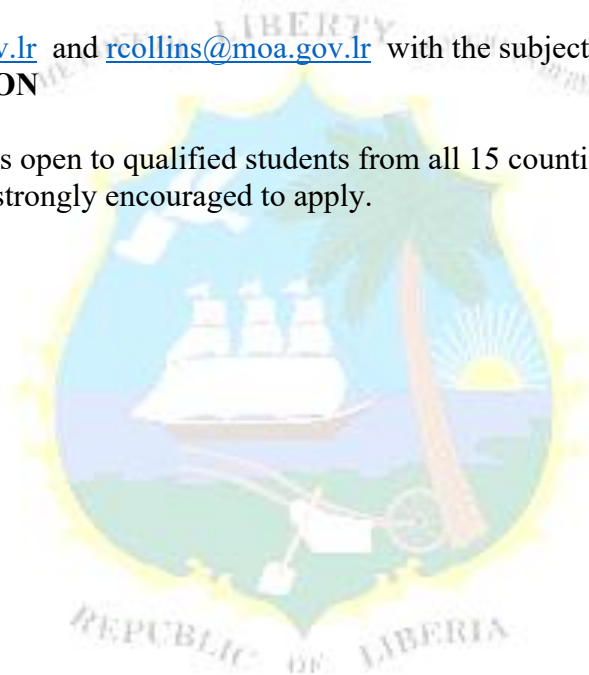 LIBERTY
v.lr and rcollins@moa.gov.lr with the subject
ON
s open to qualified students from all 15 counti
strongly encouraged to apply.
REPUBLIC OF LIBERIA